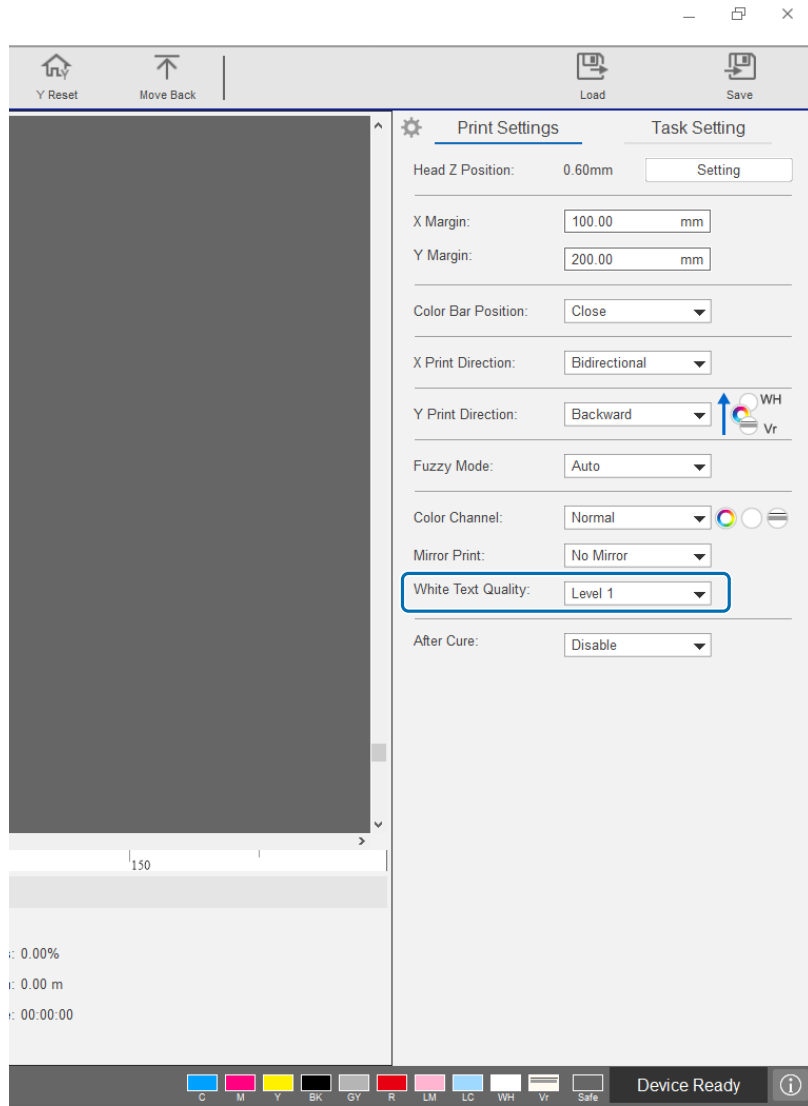 Y Reset Move Back Load Save
Print Settings Task Setting
Head Z Position: 0.60mm Setting
X Margin: 100.00 mm
Y Margin: 200.00 mm
Color Bar Position: Close
X Print Direction: Bidirectional
Y Print Direction: Backward WH Vr
Fuzzy Mode: Auto
Color Channel: Normal
Mirror Print: No Mirror
White Text Quality: Level 1
After Cure: Disable
150
: 0.00%
: 0.00 m
: 00:00:00
C M Y BK GY R LM LC WH Vr Safe Device Ready